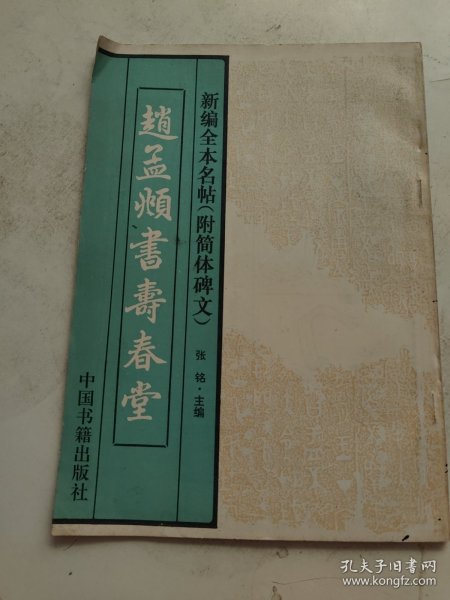 新编全本名帖（附简体碑文）
张铭·主编
趙孟頫書壽春堂
中国书籍出版社
孔夫子旧书网
www.kongfz.com